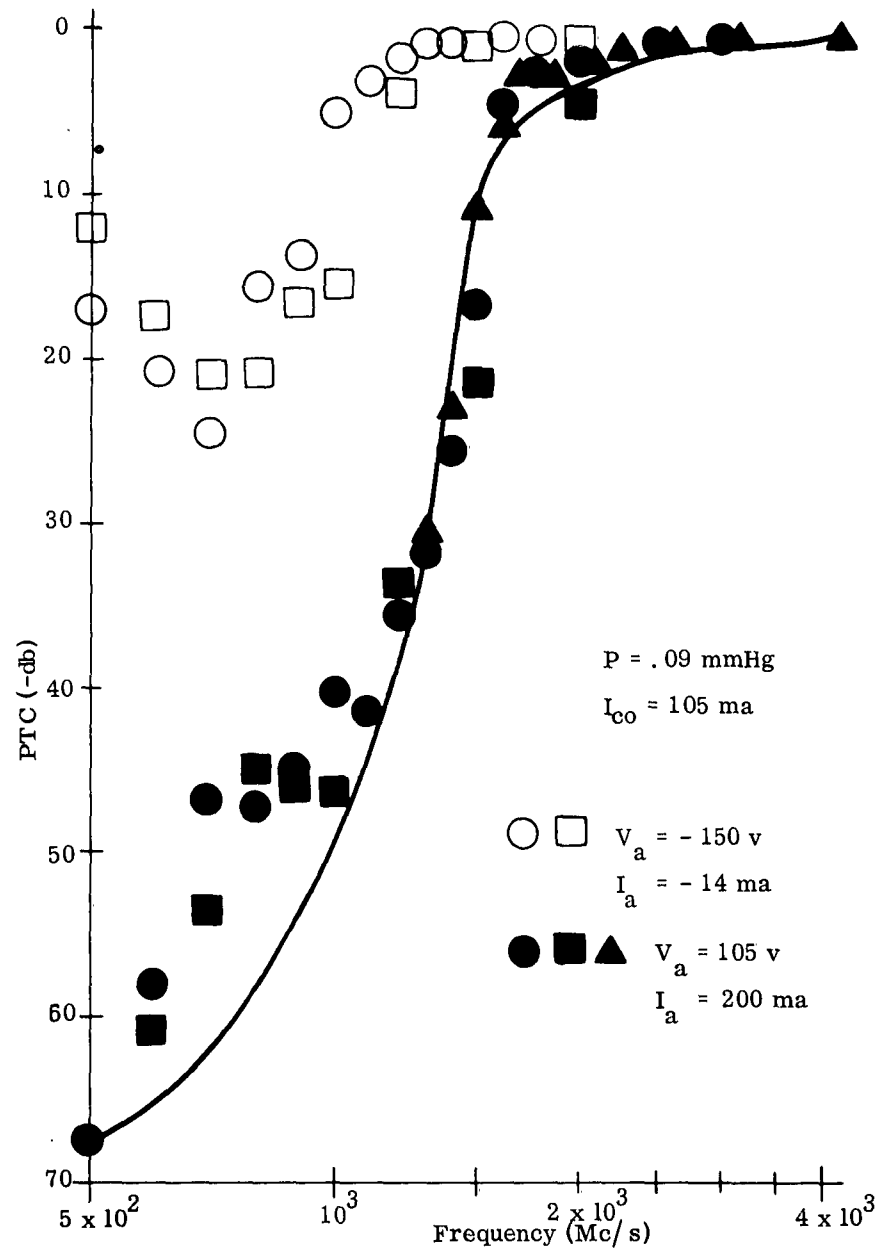 0
10
20
30
40
50
60
70
PTC (-db)
P = .09 mmHg
I_co = 105 ma
V_a = - 150 v
I_a = - 14 ma
V_a = 105 v
I_a = 200 ma
5 x 10^2
10^3
2 x 10^3
4 x 10^3
Frequency (Mc/s)